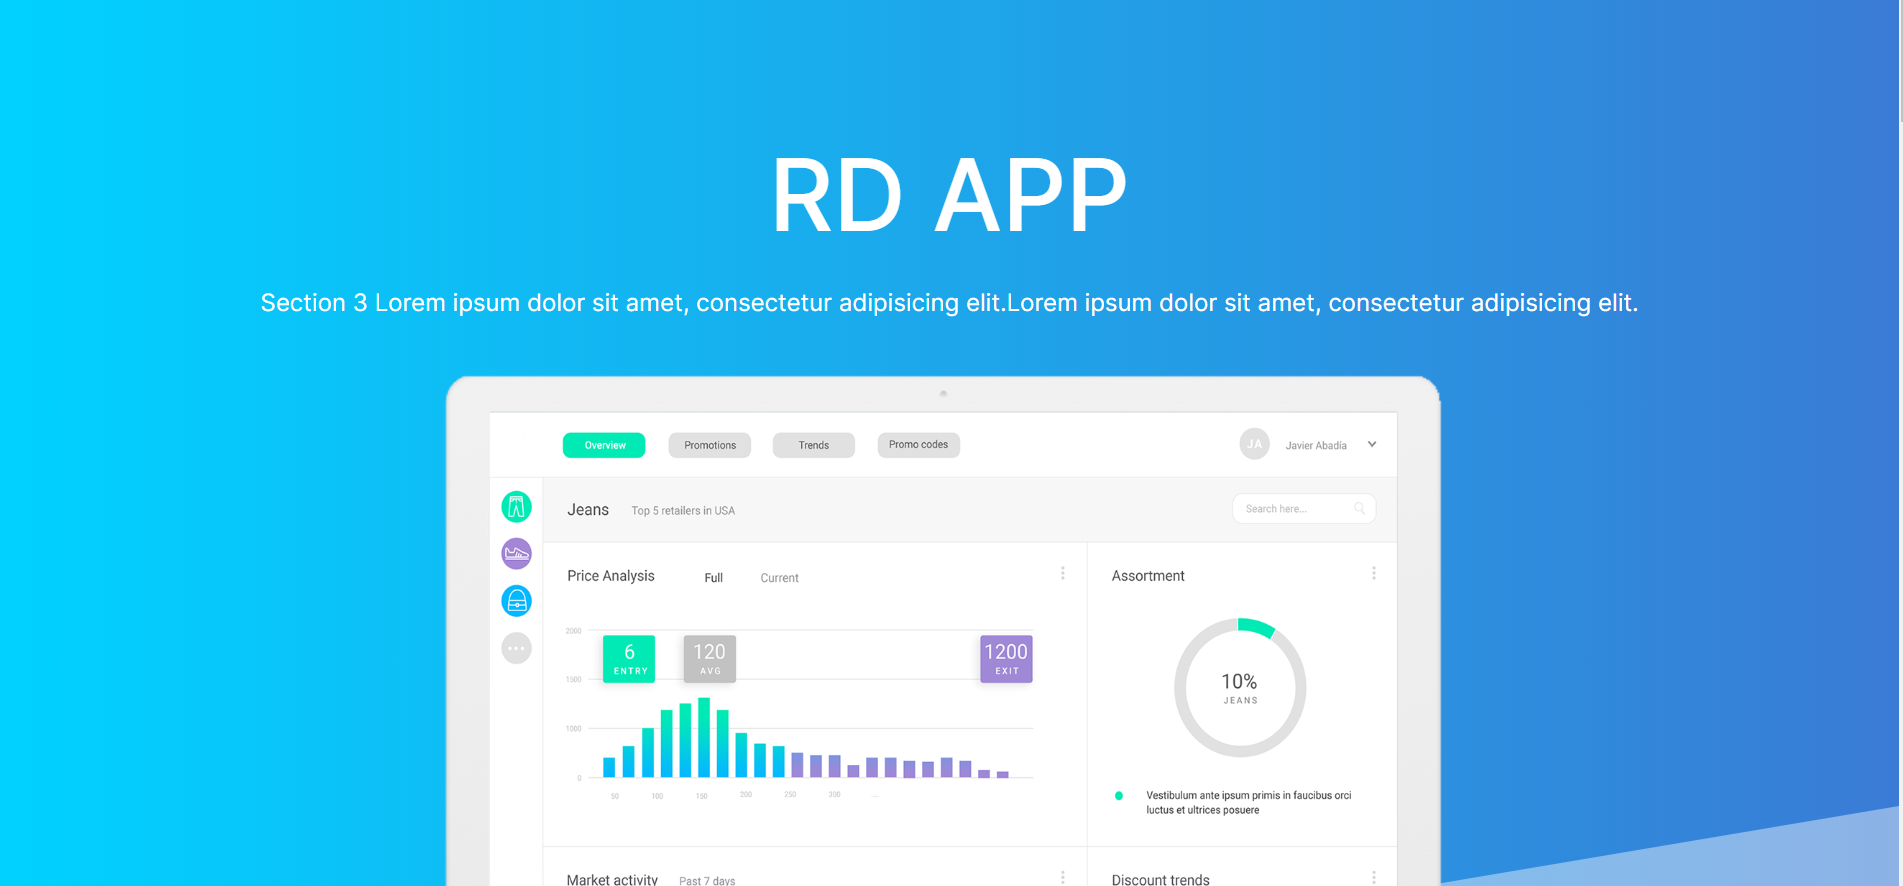 RD APP
Section 3 Lorem ipsum dolor sit amet, consectetur adipisicing elit.Lorem ipsum dolor sit amet, consectetur adipisicing elit.
Overview Promotions Trends Promo codes JA Javier Abadía
Jeans Top 5 retailers in USA Search here...
Price Analysis Full Current
2000
6
ENTRY
120
AVG
1200
EXIT
1500
1000
0
50 100 150 200 250 300 ...
Assortment
10%
JEANS
Vestibulum ante ipsum primis in faucibus orci
luctus et ultrices posuere
Market activity Past 7 days
Discount trends